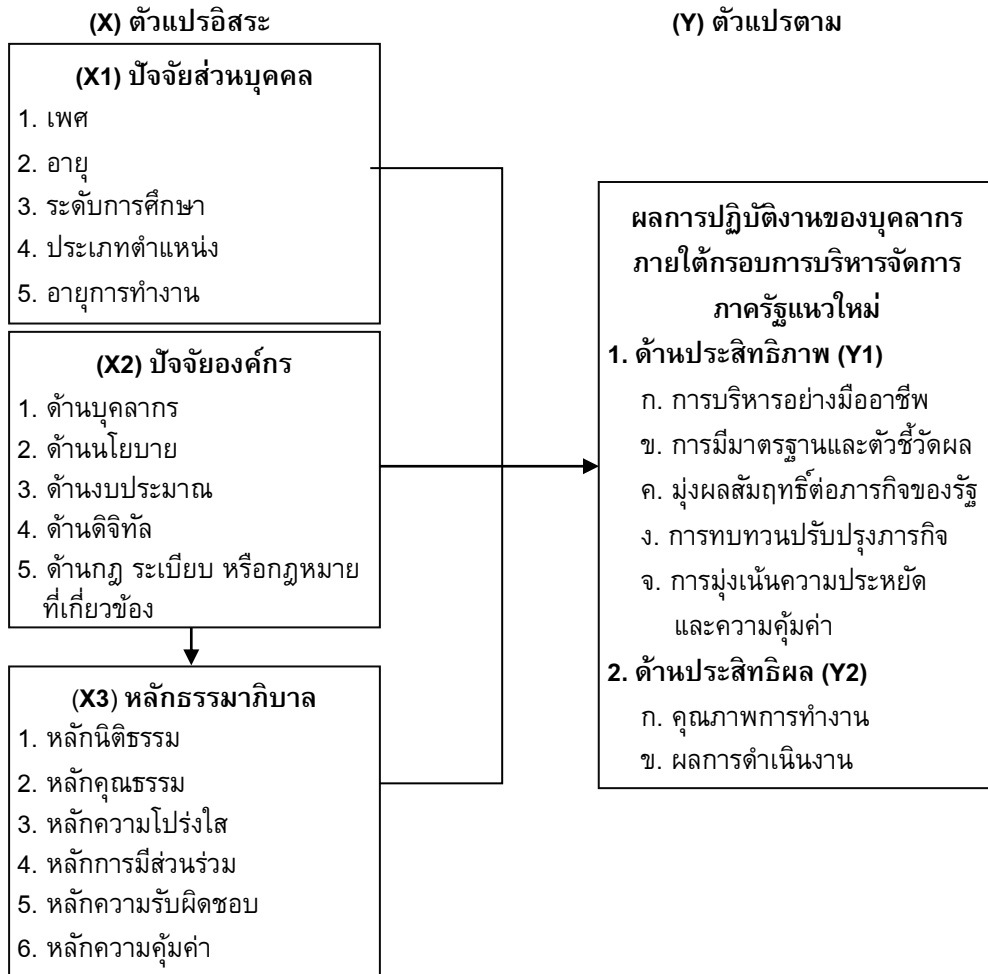 (X) ตัวแปรอิสระ
(X1) ปัจจัยส่วนบุคคล
1. เพศ
2. อายุ
3. ระดับการศึกษา
4. ประเภทตำแหน่ง
5. อายุการทำงาน
(X2) ปัจจัยองค์กร
1. ด้านบุคลากร
2. ด้านนโยบาย
3. ด้านงบประมาณ
4. ด้านดิจิทัล
5. ด้านกฎ ระเบียบ หรือกฎหมาย
ที่เกี่ยวข้อง
(X3) หลักธรรมาภิบาล
1. หลักนิติธรรม
2. หลักคุณธรรม
3. หลักความโปร่งใส
4. หลักการมีส่วนร่วม
5. หลักความรับผิดชอบ
6. หลักความคุ้มค่า
(Y) ตัวแปรตาม
ผลการปฏิบัติงานของบุคลากร
ภายใต้กรอบการบริหารจัดการ
ภาครัฐแนวใหม่
1. ด้านประสิทธิภาพ (Y1)
ก. การบริหารอย่างมืออาชีพ
ข. การมีมาตรฐานและตัวชี้วัดผล
ค. มุ่งผลสัมฤทธิ์ต่อภารกิจของรัฐ
ง. การทบทวนปรับปรุงภารกิจ
จ. การมุ่งเน้นความประหยัด
และความคุ้มค่า
2. ด้านประสิทธิผล (Y2)
ก. คุณภาพการทำงาน
ข. ผลการดำเนินงาน